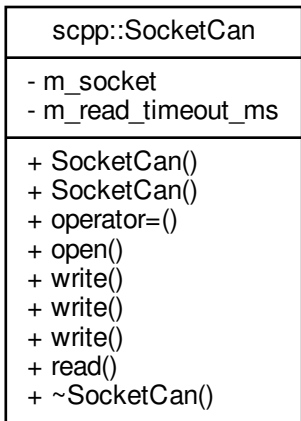 scpp::SocketCan
- m_socket
- m_read_timeout_ms
+ SocketCan()
+ SocketCan()
+ operator=()
+ open()
+ write()
+ write()
+ write()
+ read()
+ ~SocketCan()